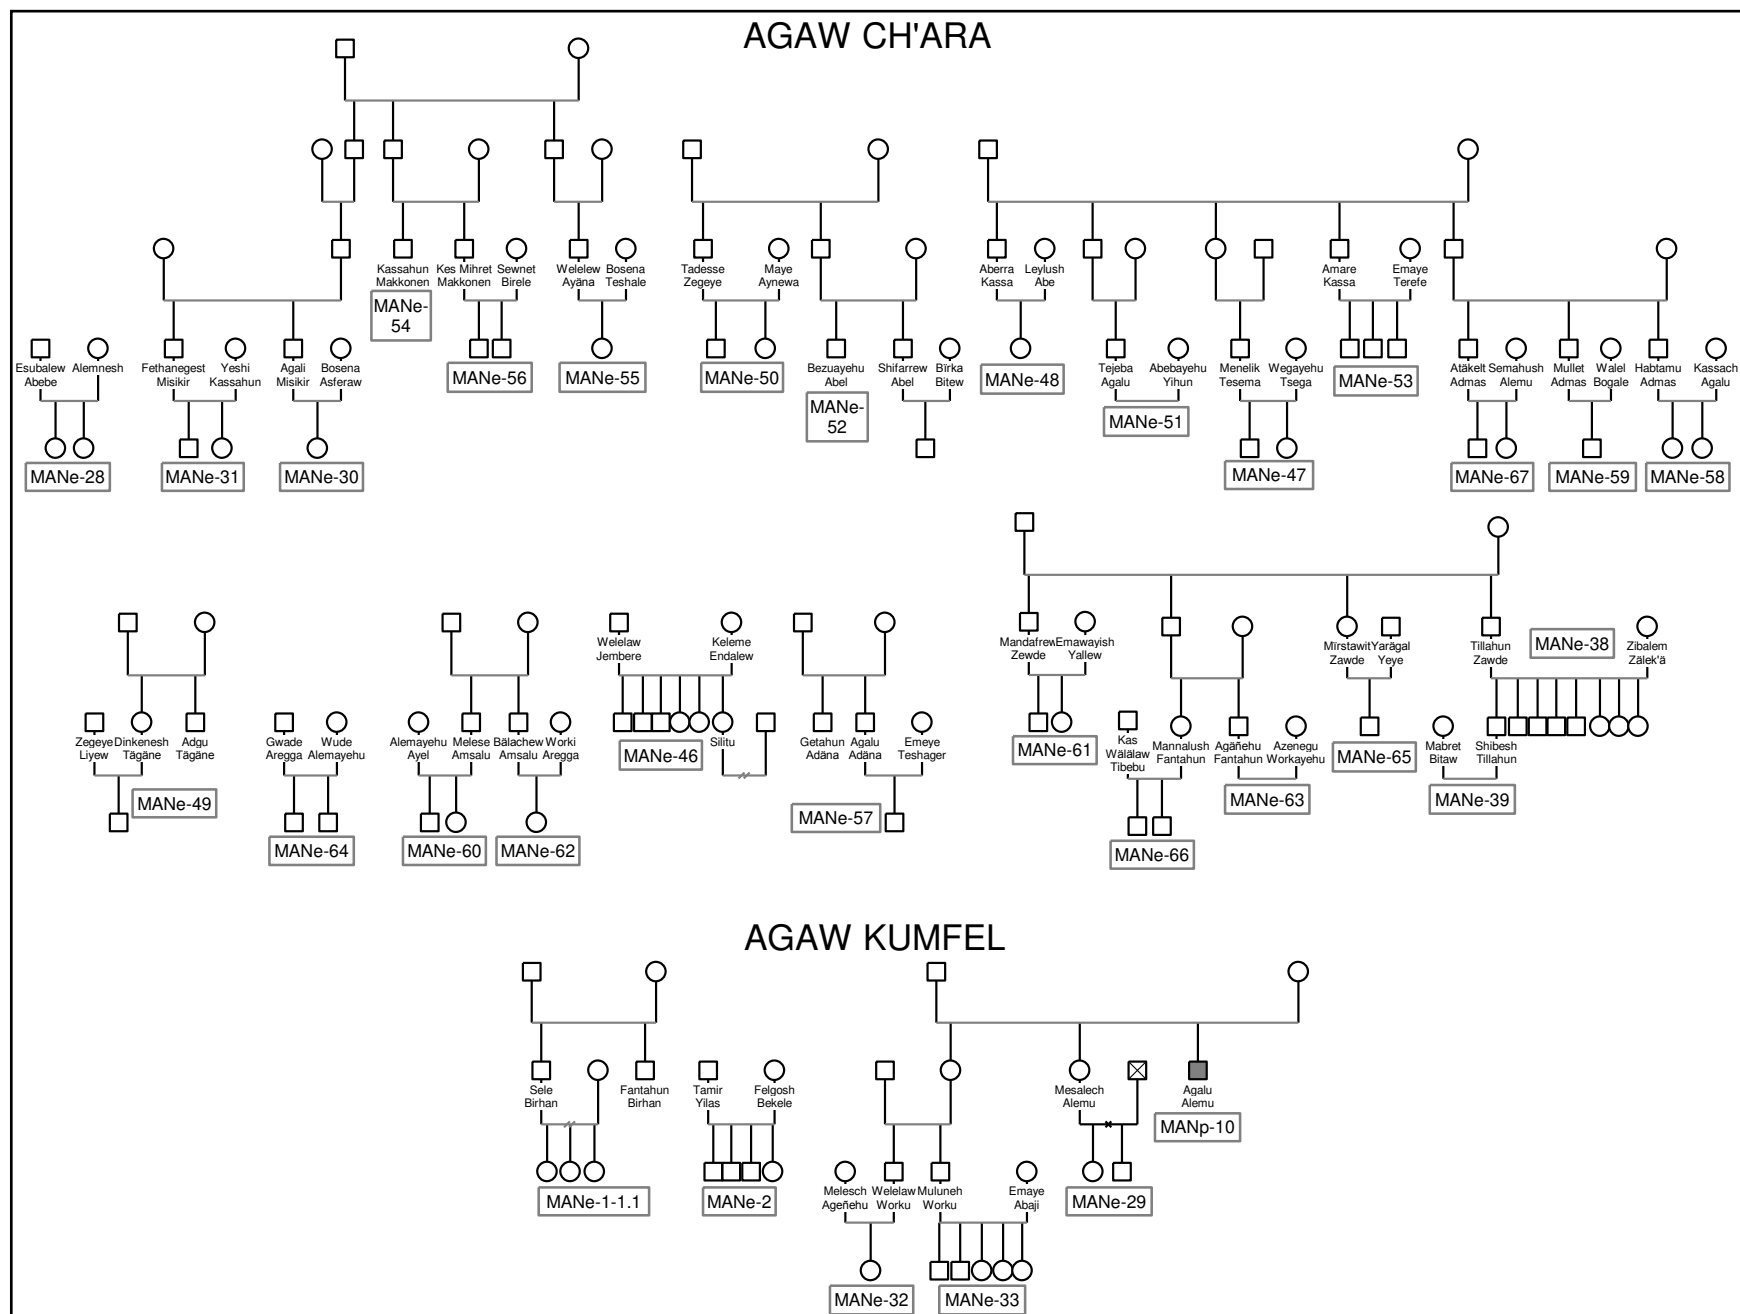 AGAW CH'ARA
Kassahun
Makkonen
MANe-
54
Kes Mihret
Makkonen
Sewnet
Birele
MANe-56
Welelew
Ayäna
Bosena
Teshale
MANe-55
Tadesse
Zegeye
Maye
Aynewa
MANe-50
Aberra
Kassa
Leylush
Abe
MANe-48
Amare
Kassa
Emaye
Terefe
MANe-53
Esubalew
Abebe
Alemnesh
MANe-28
Fethanegest
Misikir
Yeshi
Kassahun
MANe-31
Agali
Misikir
Bosena
Asferaw
MANe-30
Bezuayehu
Abel
MANe-
52
Shifarrew
Abel
Bïrka
Bitew
Tejeba
Agalu
Abebayehu
Yihun
MANe-51
Menelik
Tesema
Wegayehu
Tsega
MANe-47
Atäkelt
Admas
Semahush
Alemu
MANe-67
Mullet
Admas
Walel
Bogale
MANe-59
Habtamu
Admas
Kassach
Agalu
MANe-58
Zegeye
Liyew
Dinkenesh
Tägäne
Adgu
Tägäne
MANe-49
Gwade
Aregga
Wude
Alemayehu
MANe-64
Alemayehu
Ayel
Melese
Amsalu
MANe-60
Bälachew
Amsalu
Worki
Aregga
MANe-62
Welelaw
Jembere
Keleme
Endalew
MANe-46
Silitu
Getahun
Adäna
Agalu
Adäna
Emeye
Teshager
MANe-57
Mandafrew
Zewde
Emawayish
Yallew
MANe-61
Kas
Wälälaw
Tibebu
Mannalush
Fantahun
MANe-66
Agäñehu
Fantahun
Azenegu
Workayehu
MANe-63
Mïrstawit
Zawde
Yarägal
Yeye
MANe-65
Tillahun
Zawde
MANe-38
Zibalem
Zälek'ä
Mabret
Bitaw
Shibesh
Tillahun
MANe-39
AGAW KUMFEL
Sele
Birhan
Fantahun
Birhan
MANe-1-1.1
Tamir
Yilas
Felgosh
Bekele
MANe-2
Mesalech
Alemu
MANe-29
Agalu
Alemu
MANp-10
Melesch
Ageñehu
Welelaw
Worku
MANe-32
Muluneh
Worku
Emaye
Abaji
MANe-33